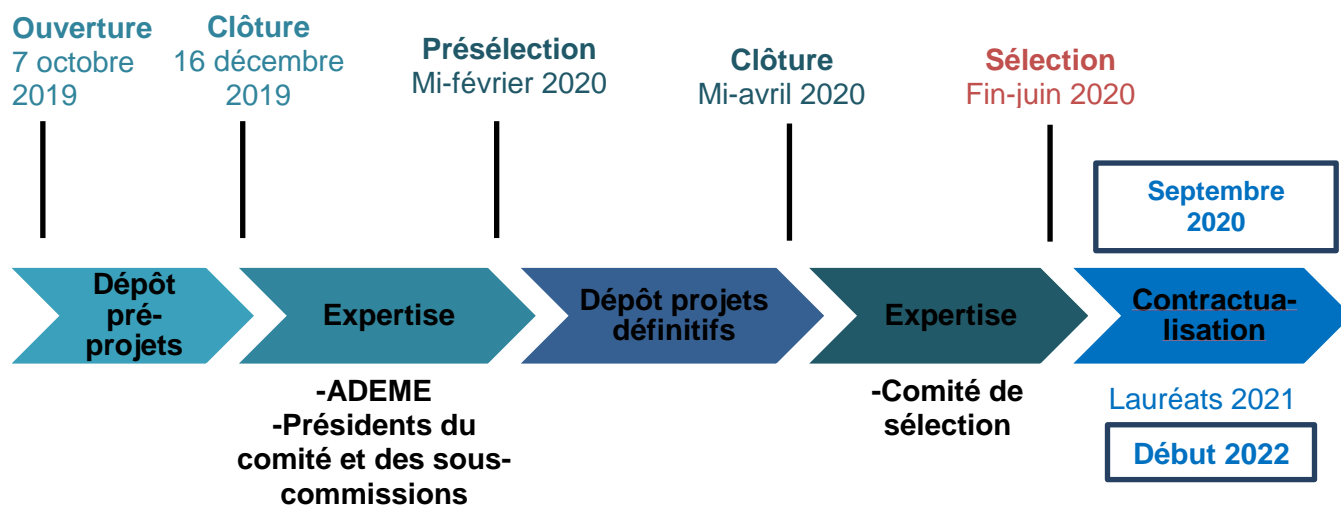 Ouverture
7 octobre
2019
Clôture
16 décembre
2019
Présélection
Mi-février 2020
Clôture
Mi-avril 2020
Sélection
Fin-juin 2020
Septembre
2020
Dépôt
pré-
projets
Expertise
Dépôt projets
définitifs
Expertise
Contractua-
lisation
-ADEME
-Présidents du
comité et des sous-
commissions
-Comité de
sélection
Lauréats 2021
Début 2022